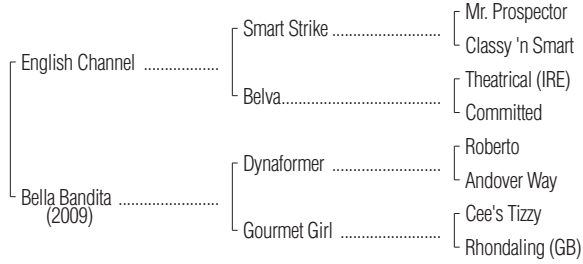 Mr. Prospector
Smart Strike ........................
Classy 'n Smart
English Channel ................
Theatrical (IRE)
Belva...................................
Committed
Roberto
Dynaformer ........................
Andover Way
Bella Bandita ......................
(2009)
Cee's Tizzy
Gourmet Girl ......................
Rhondaling (GB)